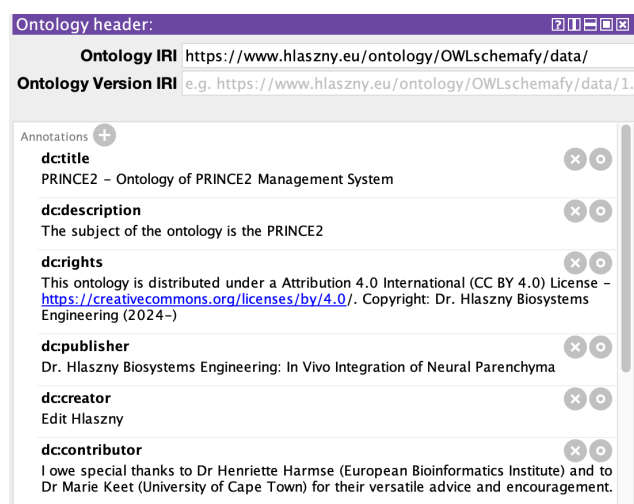 Ontology header:
Ontology IRI https://www.hlaszny.eu/ontology/OWLschemafy/data/
Ontology Version IRI e.g. https://www.hlaszny.eu/ontology/OWLschemafy/data/1.
Annotations
dc:title
PRINCE2 – Ontology of PRINCE2 Management System
dc:description
The subject of the ontology is the PRINCE2
dc:rights
This ontology is distributed under a Attribution 4.0 International (CC BY 4.0) License –
https://creativecommons.org/licenses/by/4.0/. Copyright: Dr. Hlaszny Biosystems
Engineering (2024–)
dc:publisher
Dr. Hlaszny Biosystems Engineering: In Vivo Integration of Neural Parenchyma
dc:creator
Edit Hlaszny
dc:contributor
I owe special thanks to Dr Henriette Harmse (European Bioinformatics Institute) and to
Dr Marie Keet (University of Cape Town) for their versatile advice and encouragement.